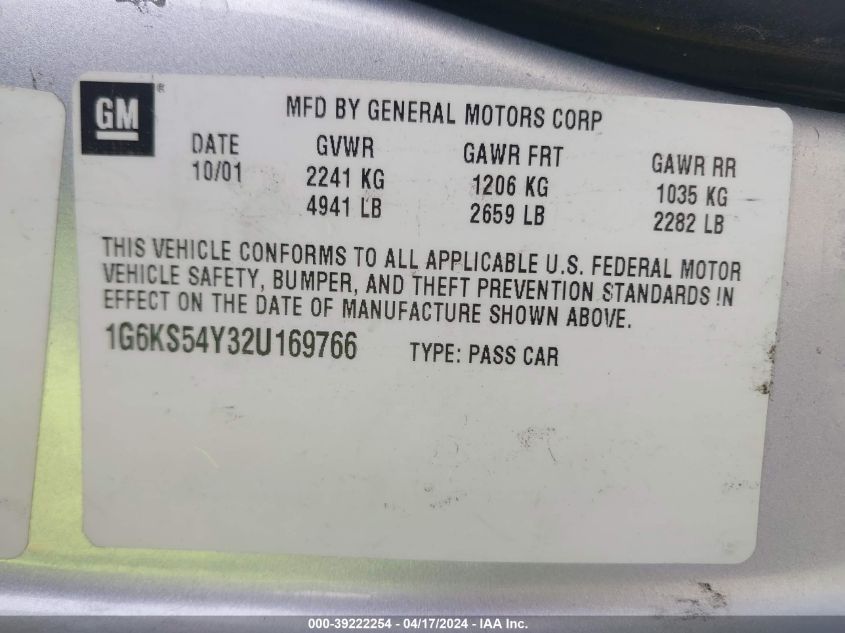 GM®
MFD BY GENERAL MOTORS CORP
DATE GVWR GAWR FRT GAWR RR
10/01 2241 KG 1206 KG 1035 KG
4941 LB 2659 LB 2282 LB
THIS VEHICLE CONFORMS TO ALL APPLICABLE U.S. FEDERAL MOTOR
VEHICLE SAFETY, BUMPER, AND THEFT PREVENTION STANDARDS IN
EFFECT ON THE DATE OF MANUFACTURE SHOWN ABOVE.
1G6KS54Y32U169766 TYPE: PASS CAR
000-39222254 - 04/17/2024 - IAA Inc.